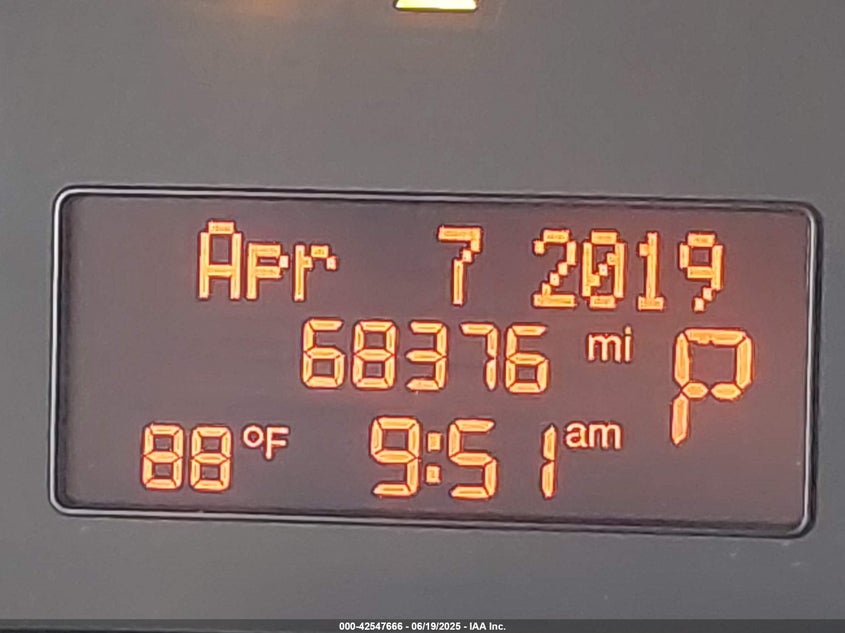 Apr 7 2019
68376 mi P
88 °F 9:51 am
000-42547666 - 06/19/2025 - IAA Inc.